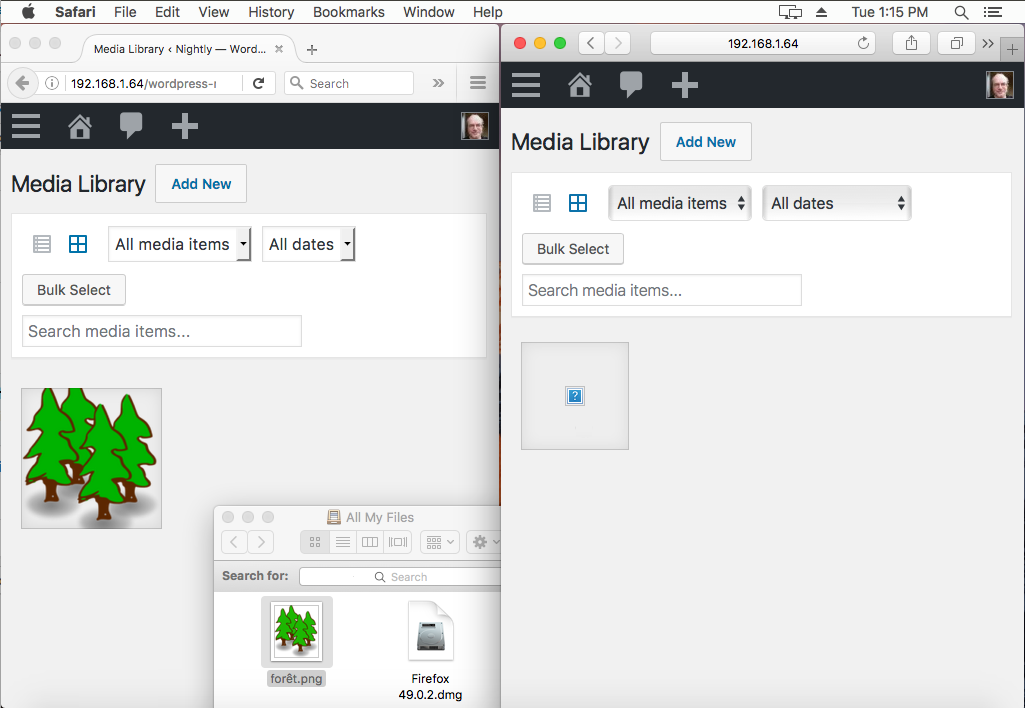 Safari File Edit View History Bookmarks Window Help Tue 1:15 PM
Media Library ‹ Nightly — Word...
192.168.1.64/wordpress-r
Search
Media Library Add New
All media items All dates
Bulk Select
Search media items...
All My Files
Search for: Search
forêt.png
Firefox
49.0.2.dmg
192.168.1.64
Media Library Add New
All media items All dates
Bulk Select
Search media items...
?